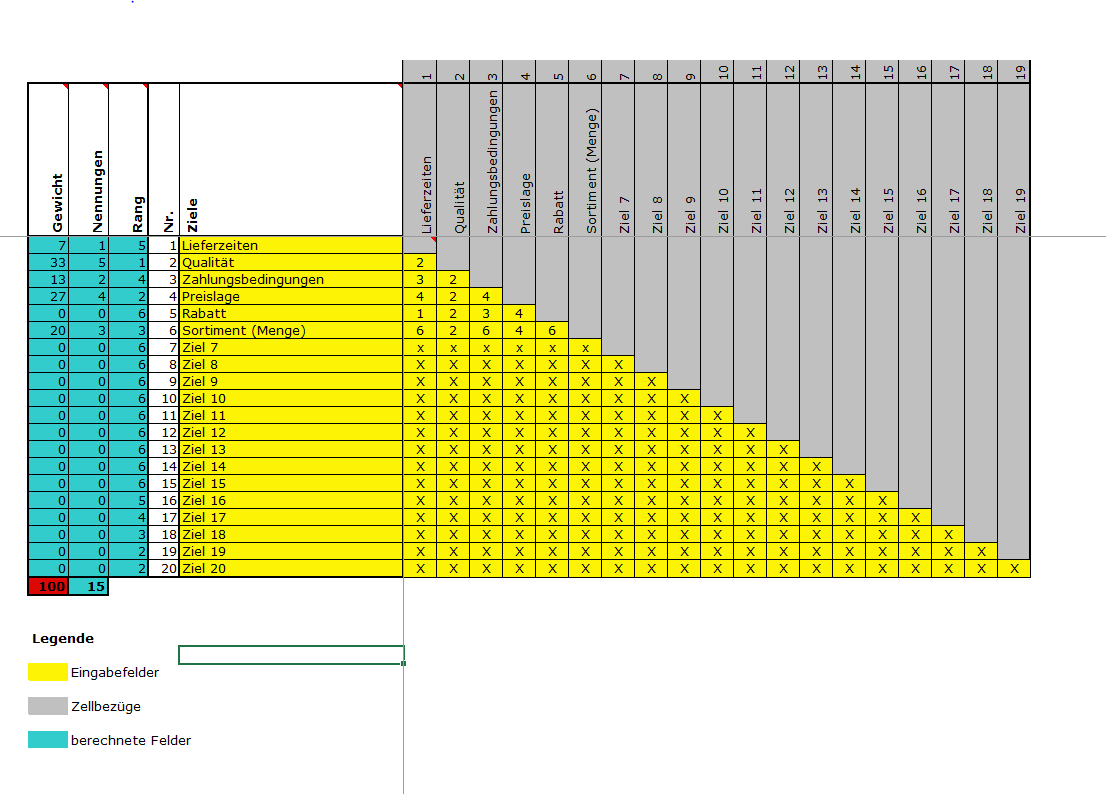 1 2 3 4 5 6 7 8 9 10 11 12 13 14 15 16 17 18 19
Gewicht Nennungen Rang Nr. Ziele Lieferzeiten Qualität Zahlungsbedingungen Preislage Rabatt Sortiment (Menge) Ziel 7 Ziel 8 Ziel 9 Ziel 10 Ziel 11 Ziel 12 Ziel 13 Ziel 14 Ziel 15 Ziel 16 Ziel 17 Ziel 18 Ziel 19
7 1 5 1 Lieferzeiten
33 5 1 2 Qualität 2
13 2 4 3 Zahlungsbedingungen 3 2
27 4 2 4 Preislage 4 2 4
0 0 6 5 Rabatt 1 2 3 4
20 3 3 6 Sortiment (Menge) 6 2 6 4 6
0 0 6 7 Ziel 7 x x x x x x
0 0 6 8 Ziel 8 X X X X X X X
0 0 6 9 Ziel 9 X X X X X X X X
0 0 6 10 Ziel 10 X X X X X X X X X
0 0 6 11 Ziel 11 X X X X X X X X X X
0 0 6 12 Ziel 12 X X X X X X X X X X X
0 0 6 13 Ziel 13 X X X X X X X X X X X X
0 0 6 14 Ziel 14 X X X X X X X X X X X X X
0 0 6 15 Ziel 15 X X X X X X X X X X X X X X
0 0 5 16 Ziel 16 X X X X X X X X X X X X X X X
0 0 4 17 Ziel 17 X X X X X X X X X X X X X X X X
0 0 3 18 Ziel 18 X X X X X X X X X X X X X X X X X
0 0 2 19 Ziel 19 X X X X X X X X X X X X X X X X X X
0 0 2 20 Ziel 20 X X X X X X X X X X X X X X X X X X X
100 15
Legende
Eingabefelder
Zellbezüge
berechnete Felder